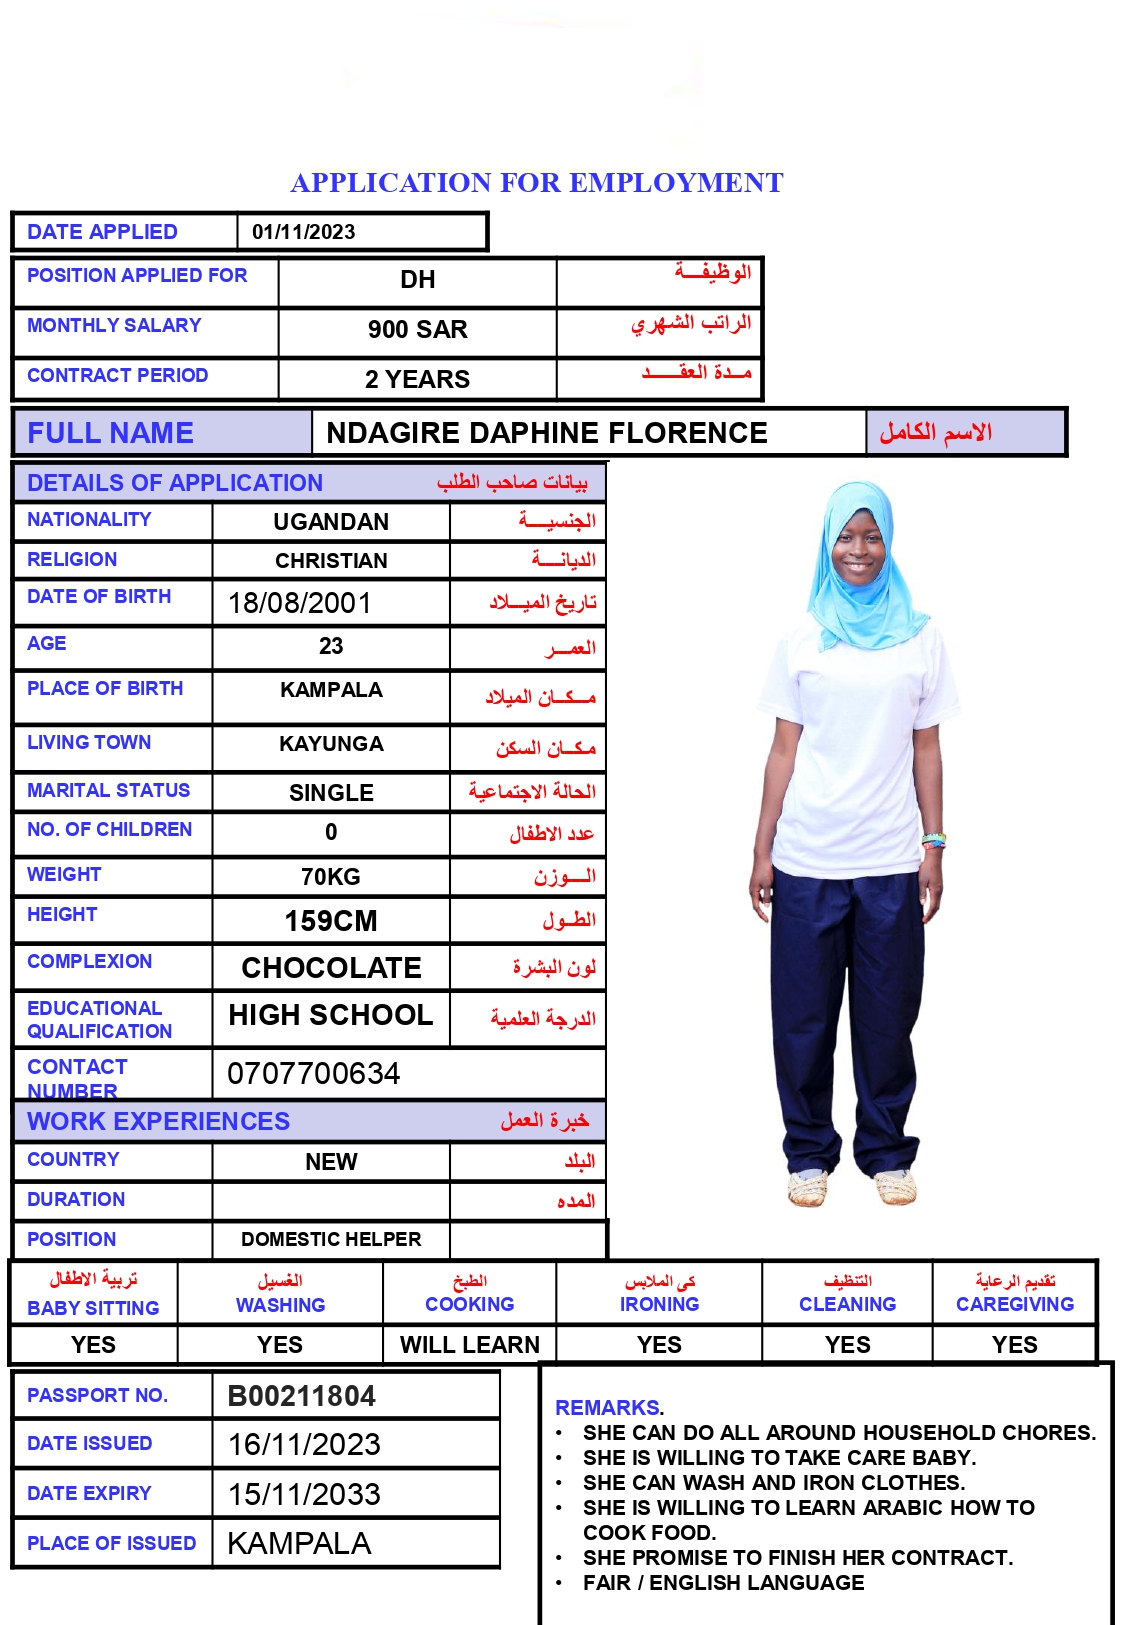 APPLICATION FOR EMPLOYMENT
DATE APPLIED 01/11/2023
POSITION APPLIED FOR DH الوظيفـــة
MONTHLY SALARY 900 SAR الراتب الشهري
CONTRACT PERIOD 2 YEARS مــدة العقــــــد
FULL NAME NDAGIRE DAPHINE FLORENCE الاسم الكامل
DETAILS OF APPLICATION بيانات صاحب الطلب
NATIONALITY UGANDAN الجنسيــــة
RELIGION CHRISTIAN الديانــــة
DATE OF BIRTH 18/08/2001 تاريخ الميـــلاد
AGE 23 العمـــر
PLACE OF BIRTH KAMPALA مــكــان الميلاد
LIVING TOWN KAYUNGA مكــان السكن
MARITAL STATUS SINGLE الحالة الاجتماعية
NO. OF CHILDREN 0 عدد الاطفال
WEIGHT 70KG الــــوزن
HEIGHT 159CM الطــول
COMPLEXION CHOCOLATE لون البشرة
EDUCATIONAL QUALIFICATION HIGH SCHOOL الدرجة العلمية
CONTACT NUMBER 0707700634
WORK EXPERIENCES خبرة العمل
COUNTRY NEW البلد
DURATION المده
POSITION DOMESTIC HELPER
تربية الاطفال الغسيل الطبخ كى الملابس التنظيف تقديم الرعاية
BABY SITTING WASHING COOKING IRONING CLEANING CAREGIVING
YES YES WILL LEARN YES YES YES
PASSPORT NO. B00211804
DATE ISSUED 16/11/2023
DATE EXPIRY 15/11/2033
PLACE OF ISSUED KAMPALA
REMARKS.
• SHE CAN DO ALL AROUND HOUSEHOLD CHORES.
• SHE IS WILLING TO TAKE CARE BABY.
• SHE CAN WASH AND IRON CLOTHES.
• SHE IS WILLING TO LEARN ARABIC HOW TO
COOK FOOD.
• SHE PROMISE TO FINISH HER CONTRACT.
• FAIR / ENGLISH LANGUAGE